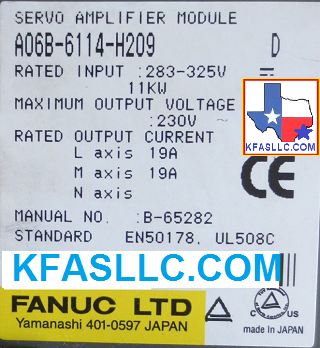 SERVO AMPLIFIER MODULE
A06B-6114-H209 D
RATED INPUT :283-325V
11KW
MAXIMUM OUTPUT VOLTAGE
:230V ~
RATED OUTPUT CURRENT
L axis 19A
M axis 19A
N axis
KFASLLC.COM
CE
MANUAL NO. :B-65282
STANDARD EN50178, UL508C
KFASLLC.COM
FANUC LTD
Yamanashi 401-0597 JAPAN
C US
made in JAPAN